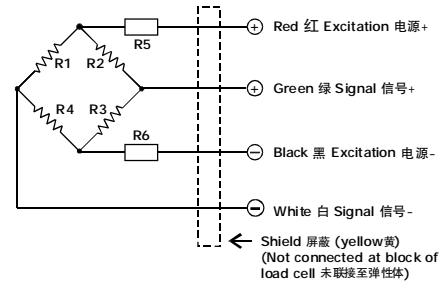 R5
Red 红 Excitation 电源+
R1 R2
Green 绿 Signal 信号+
R4 R3
R6
Black 黑 Excitation 电源-
White 白 Signal 信号-
Shield 屏蔽 (yellow黄)
(Not connected at block of
load cell 未联接至弹性体)